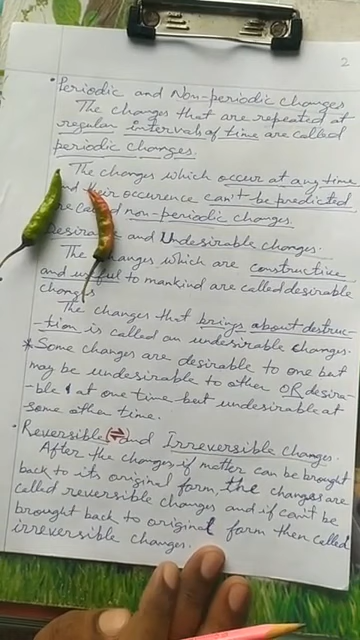 2
• Periodic and Non-periodic Changes
The changes that are repeated at
regular intervals of time are called
periodic changes.
The changes which occur at any time
and their occurence can't be predicted
are called non-periodic changes.
Desirable and Undesirable Changes.
The changes which are constructive
and useful to mankind are called desirable
changes
The changes that brings about destruc-
-tion is called an undesirable changes.
* Some changes are desirable to one but
may be undesirable to other OR desira-
-ble at one time but undesirable at
some other time.
• Reversible (⇌) and Irreversible Changes.
After the changes, if matter can be brought
back to its original form, the changes are
called reversible changes and if can't be
brought back to original form then called
irreversible changes.